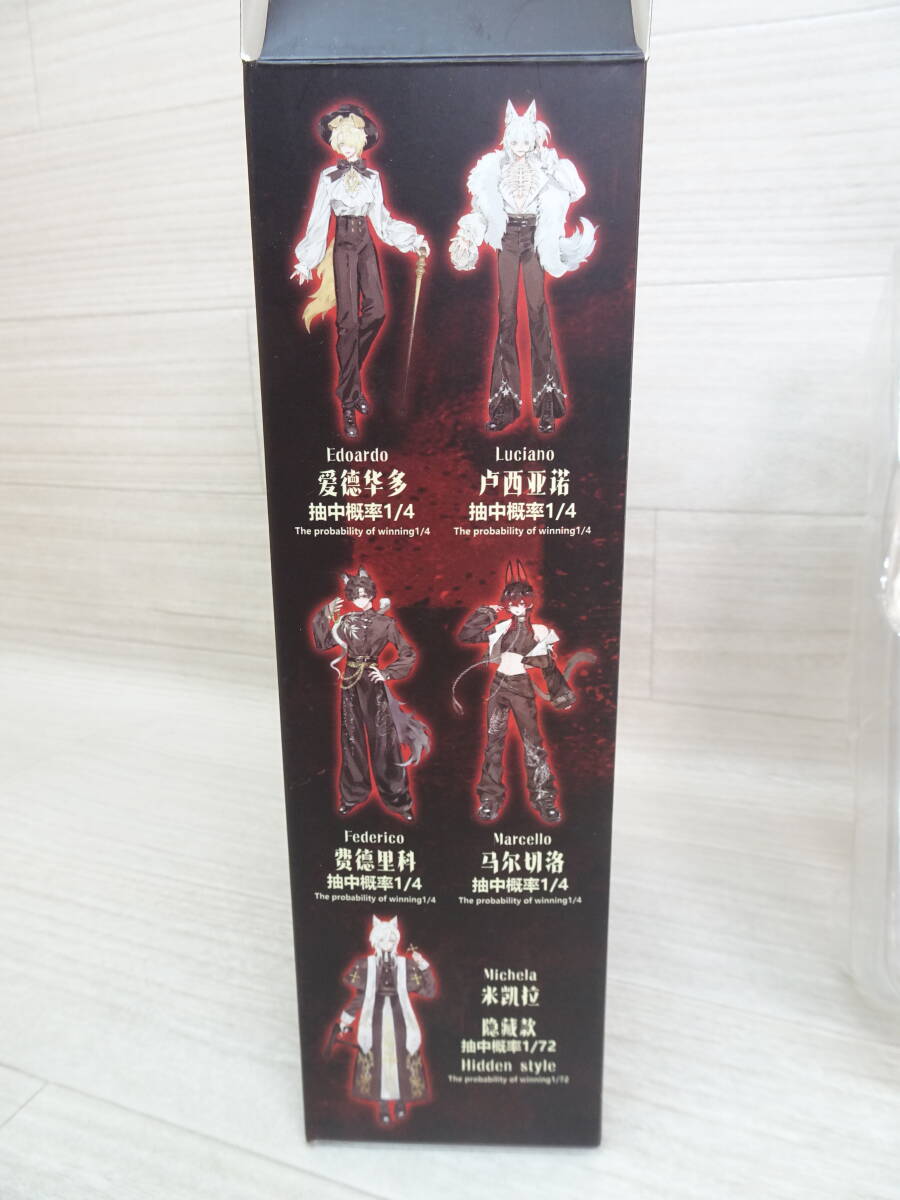 Edoardo
爱德华多
抽中概率1/4
The probability of winning1/4
Luciano
卢西亚诺
抽中概率1/4
The probability of winning1/4
Federico
费德里科
抽中概率1/4
The probability of winning1/4
Marcello
马尔切洛
抽中概率1/4
The probability of winning1/4
Michela
米凯拉
隐藏款
抽中概率1/72
Hidden style
The probability of winning1/72